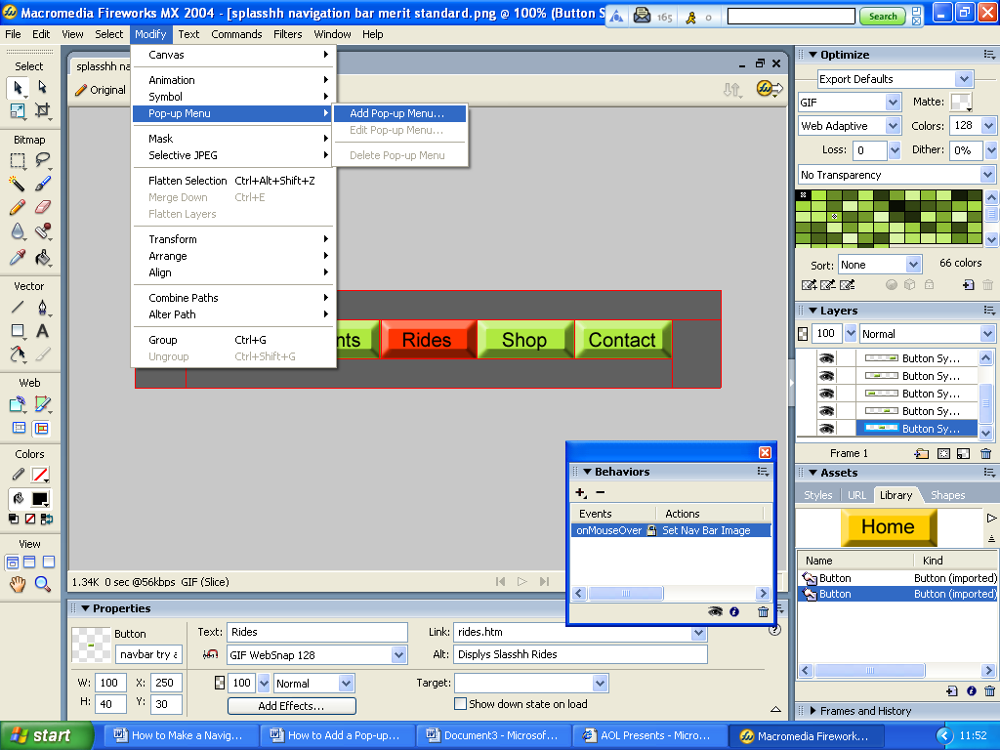 Macromedia Fireworks MX 2004 - [splasshh navigation bar merit standard.png @ 100% (Button S
165
0
Search
File Edit View Select Modify Text Commands Filters Window Help
Select
Bitmap
Vector
Web
Colors
View
splasshh na
Original
Canvas
Animation
Symbol
Pop-up Menu
Mask
Selective JPEG
Flatten Selection Ctrl+Alt+Shift+Z
Merge Down Ctrl+E
Flatten Layers
Transform
Arrange
Align
Combine Paths
Alter Path
Group Ctrl+G
Ungroup Ctrl+Shift+G
Add Pop-up Menu...
Edit Pop-up Menu...
Delete Pop-up Menu
nts Rides Shop Contact
1.34K 0 sec @56kbps GIF (Slice)
Behaviors
Events Actions
onMouseOver Set Nav Bar Image
Optimize
Export Defaults
GIF Matte:
Web Adaptive Colors: 128
Loss: 0 Dither: 0%
No Transparency
Sort: None 66 colors
Layers
100 Normal
Button Sy...
Button Sy...
Button Sy...
Button Sy...
Button Sy...
Frame 1
Assets
Styles URL Library Shapes
Home
Name Kind
Button Button (imported)
Button Button (imported)
Frames and History
Properties
Button
navbar try a
Text: Rides
Link: rides.htm
GIF WebSnap 128
Alt: Displys Slasshh Rides
W: 100 X: 250
H: 40 Y: 30
100 Normal
Target:
Add Effects...
Show down state on load
start
How to Make a Navig...
How to Add a Pop-up...
Document3 - Microsof...
AOL Presents - Micro...
Macromedia Firework...
11:52